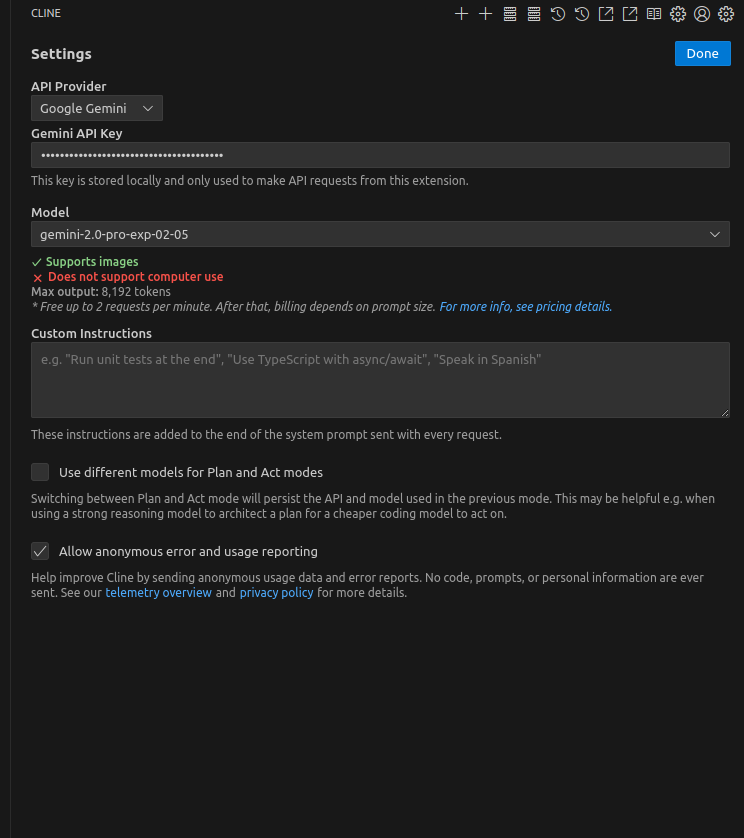 CLINE
Settings
Done
API Provider
Google Gemini
Gemini API Key
••••••••••••••••••••••••••••••••••••••
This key is stored locally and only used to make API requests from this extension.
Model
gemini-2.0-pro-exp-02-05
✓ Supports images
✕ Does not support computer use
Max output: 8,192 tokens
* Free up to 2 requests per minute. After that, billing depends on prompt size. For more info, see pricing details.
Custom Instructions
e.g. "Run unit tests at the end", "Use TypeScript with async/await", "Speak in Spanish"
These instructions are added to the end of the system prompt sent with every request.
Use different models for Plan and Act modes
Switching between Plan and Act mode will persist the API and model used in the previous mode. This may be helpful e.g. when
using a strong reasoning model to architect a plan for a cheaper coding model to act on.
Allow anonymous error and usage reporting
Help improve Cline by sending anonymous usage data and error reports. No code, prompts, or personal information are ever
sent. See our telemetry overview and privacy policy for more details.